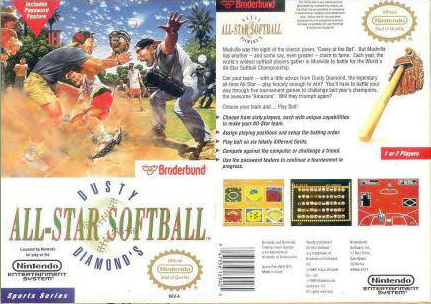 Includes
Password
Feature
Brøderbund
DUSTY
ALL-STAR SOFTBALL
DIAMOND'S
Licensed by Nintendo
for play on the
Nintendo
ENTERTAINMENT
SYSTEM
Sports Series
Official
Nintendo
Seal of Quality
REV-A
Brøderbund
DUSTY
ALL-STAR SOFTBALL
DIAMOND'S
Official
Nintendo
Seal of Quality
Mudville was the sight of the classic poem, "Casey at the Bat". But Mudville
has another – and some say, even greater – claim to fame. Each year, the
world's wildest softball players gather in Mudville to battle for the World's
All-Star Softball Championship.
Can your team – with a little advice from Dusty Diamond, the legendary
all-time All-Star – play fiercely enough to win? You'll have to battle your
way through five tournament games to challenge last year's champions,
the awesome "Amazons". Will they triumph again?
Choose your team and ... Play Ball!
Choose from sixty players, each with unique capabilities
to make your All-Star team.
Assign playing positions and setup the batting order.
Play ball on six totally different fields.
Compete against the computer or challenge a friend.
Use the password feature to continue a tournament in
progress.
1 or 2 Players
Nintendo
ENTERTAINMENT
SYSTEM